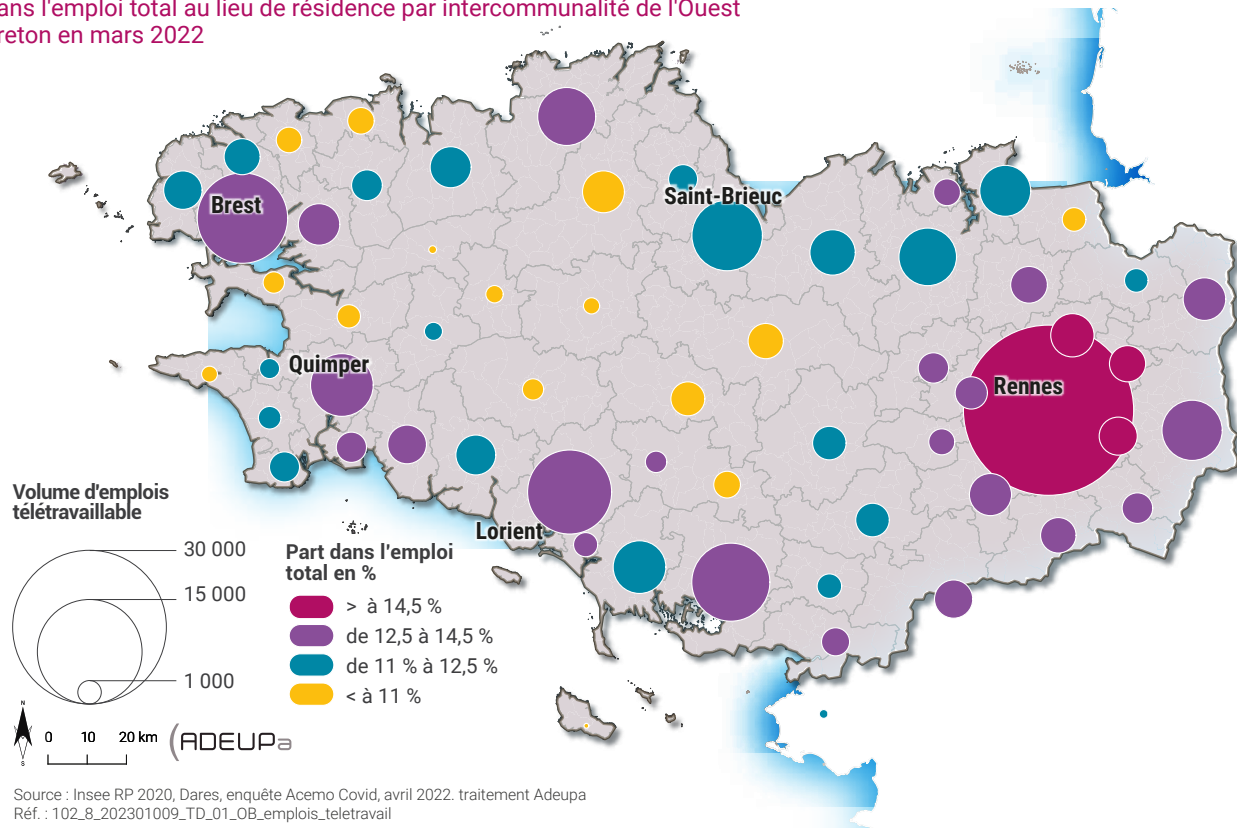 ans l'emploi total au lieu de résidence par intercommunalité de l'Ouest
reton en mars 2022
Brest
Saint-Brieuc
Quimper
Rennes
Lorient
Volume d'emplois
télétravaillable
30 000
15 000
1 000
Part dans l'emploi
total en %
> à 14,5 %
de 12,5 à 14,5 %
de 11 % à 12,5 %
< à 11 %
N
S
0 10 20 km
ADEUPa
Source : Insee RP 2020, Dares, enquête Acemo Covid, avril 2022. traitement Adeupa
Réf. : 102_8_202301009_TD_01_OB_emplois_teletravail